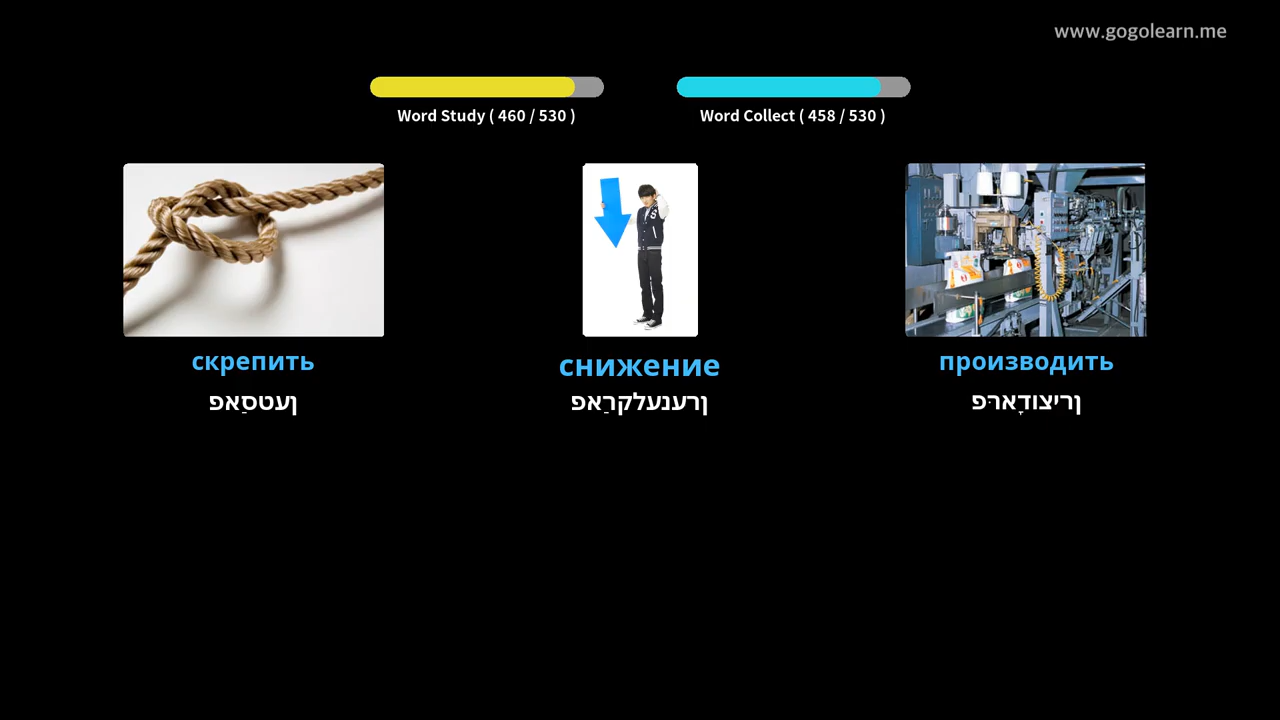 www.gogolearn.me
Word Study ( 460 / 530 )
Word Collect ( 458 / 530 )
скрепить
снижение
производить
פאַסטען
פאַרקלענערן
פּראָדוצירן